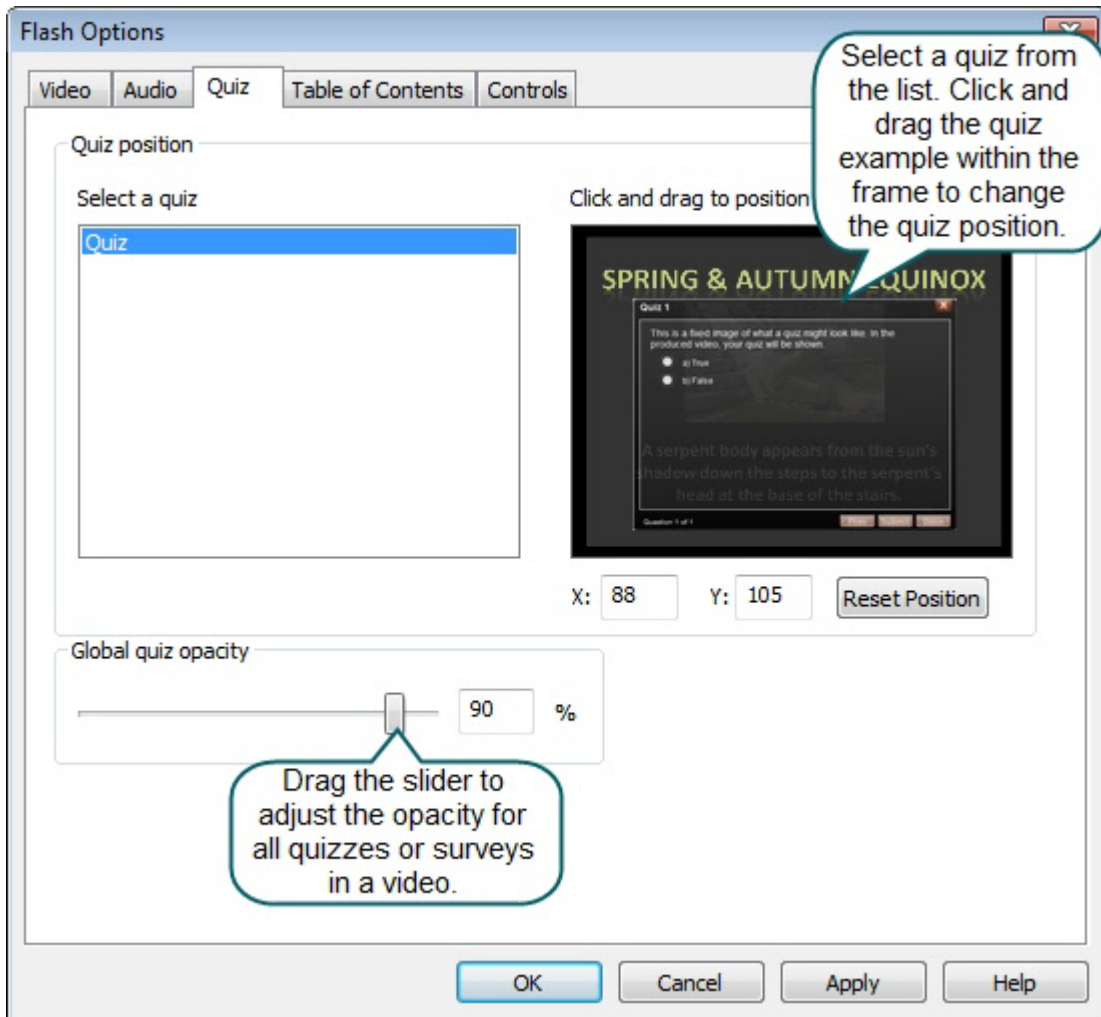 Flash Options
Video Audio Quiz Table of Contents Controls
Select a quiz from
the list. Click and
drag the quiz
example within the
frame to change
the quiz position.
Quiz position
Select a quiz
Quiz
Click and drag to position
SPRING & AUTUMN EQUINOX
Quiz 1
This is a fixed image of what a quiz might look like. In the
produced video, your quiz will be shown.
a) True
b) False
A serpent body appears from the sun's
shadow down the steps to the serpent's
head at the base of the stairs.
Question 1 of 1
Prev Submit Done
X: 88 Y: 105 Reset Position
Global quiz opacity
90 %
Drag the slider to
adjust the opacity for
all quizzes or surveys
in a video.
OK Cancel Apply Help